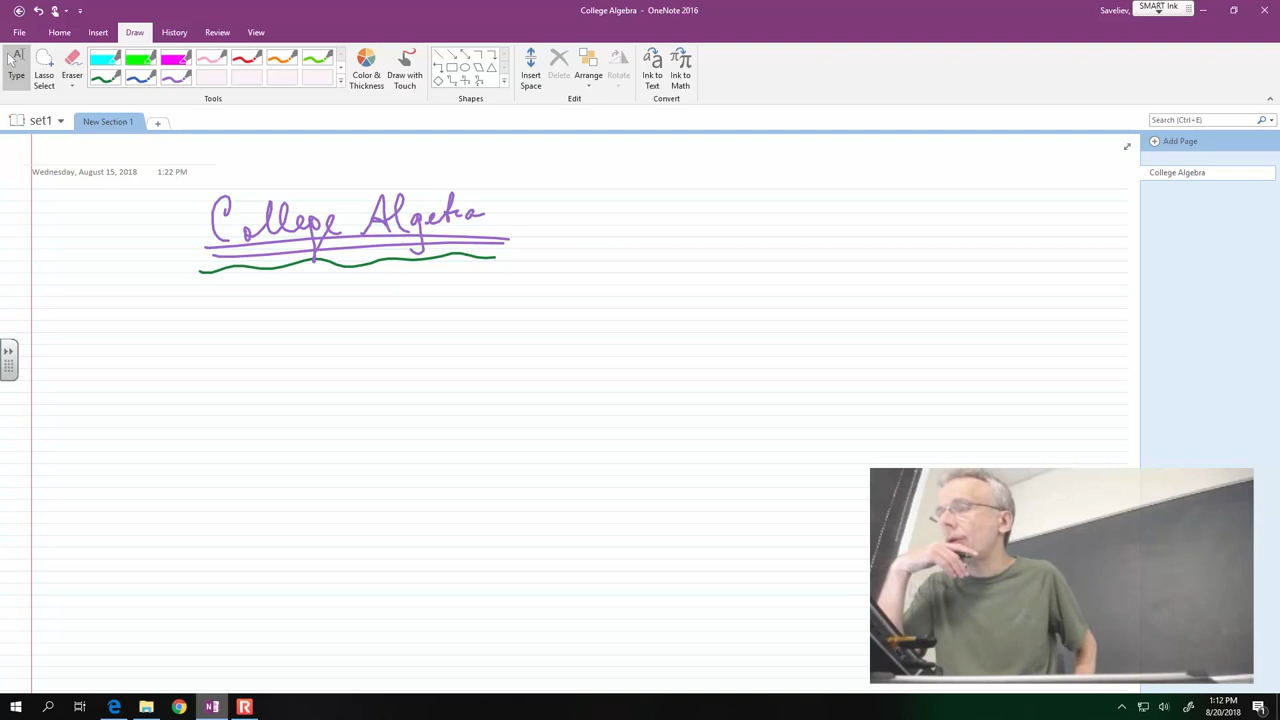 College Algebra - OneNote 2016
Saveliev,
SMART Ink
File Home Insert Draw History Review View
Type
Lasso Select
Eraser
Color & Thickness
Draw with Touch
Insert Space
Delete
Arrange
Rotate
Ink to Text
Ink to Math
Tools
Shapes
Edit
Convert
set1
New Section 1
Search (Ctrl+E)
Add Page
College Algebra
Wednesday, August 15, 2018 1:22 PM
College Algebra
1:12 PM
8/20/2018